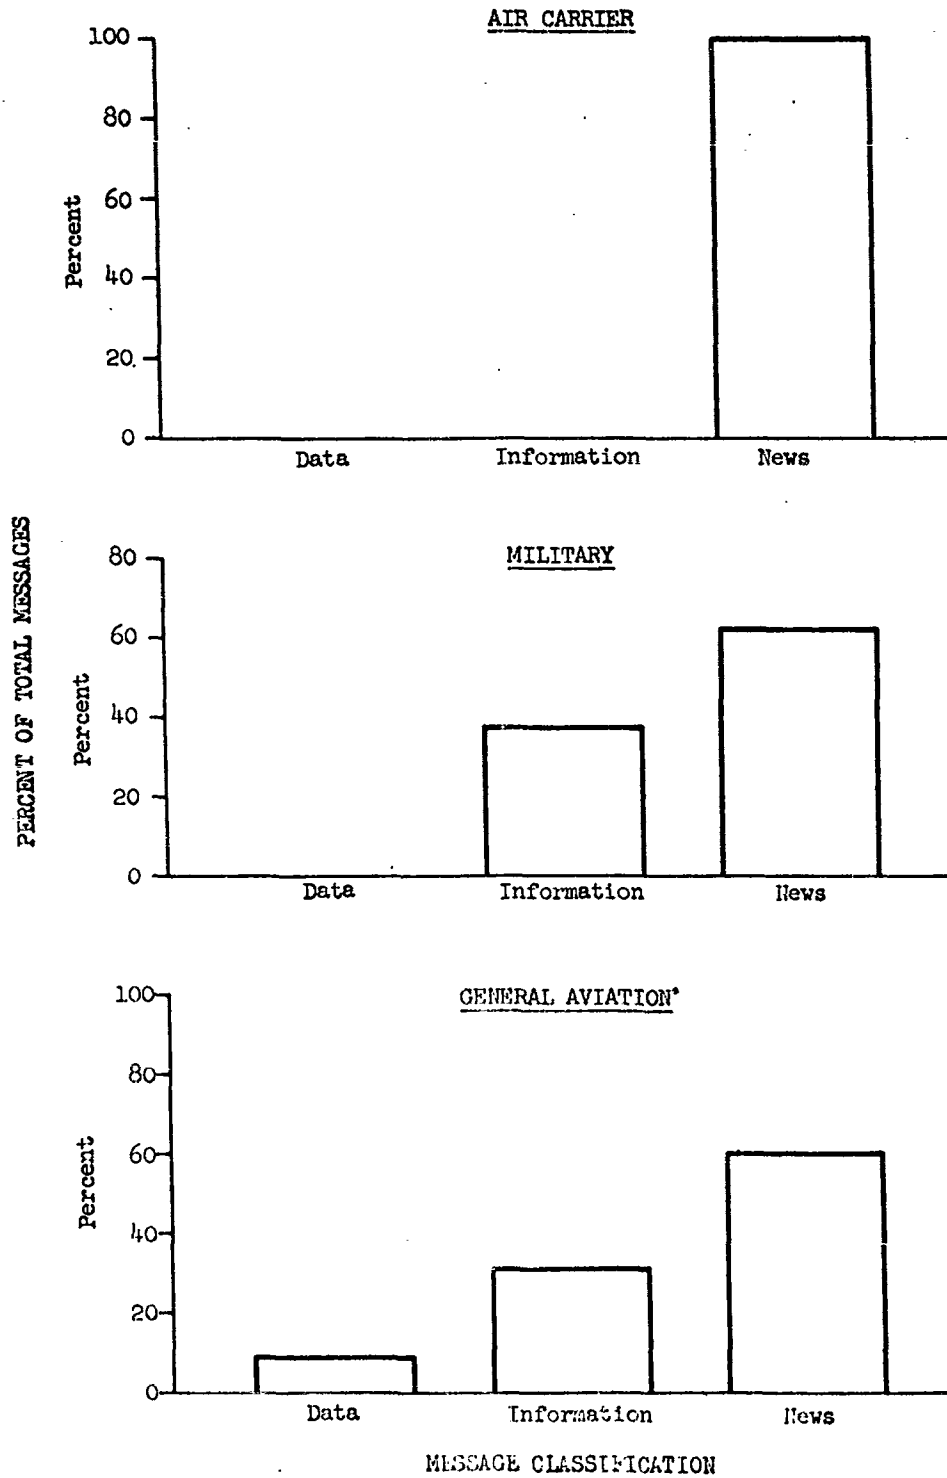 AIR CARRIER
100
80
60
40
20
0
Percent
Data Information News
PERCENT OF TOTAL MESSAGES
MILITARY
80
60
40
20
0
Percent
Data Information News
GENERAL AVIATION*
100
80
60
40
20
0
Percent
Data Information News
MESSAGE CLASSIFICATION